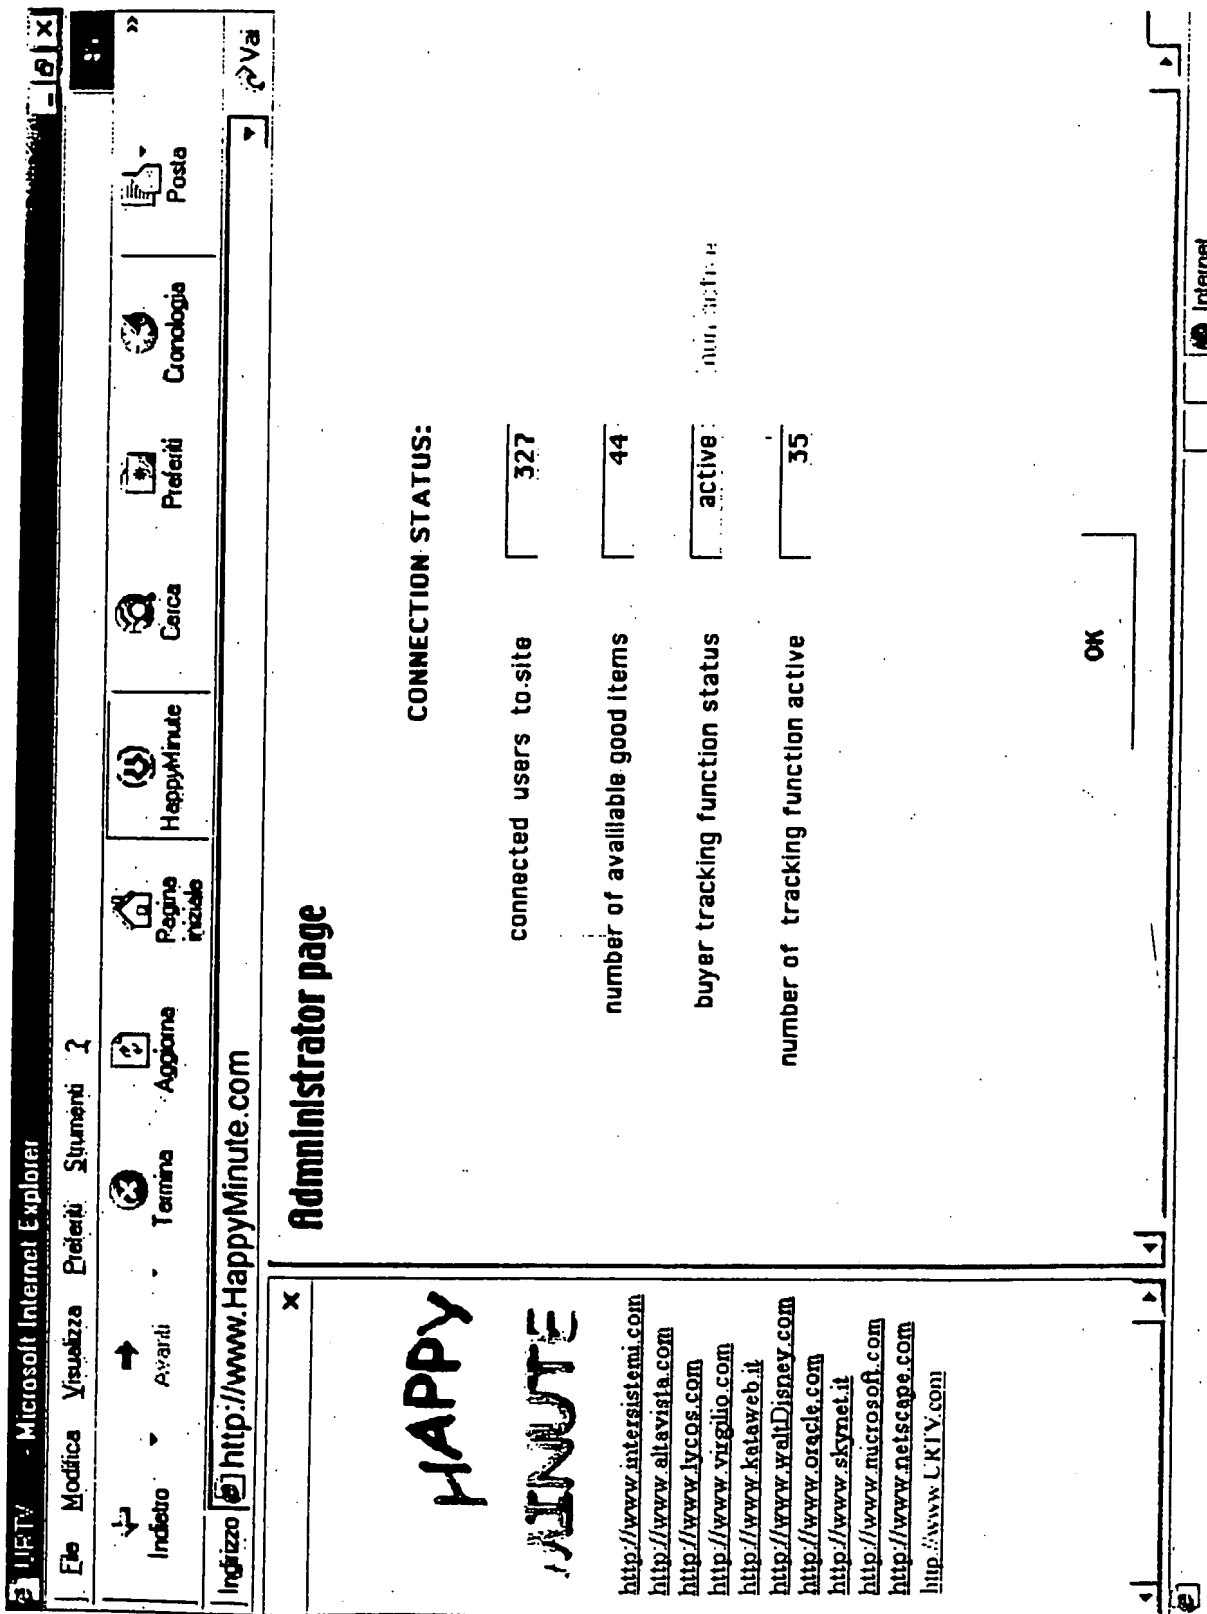 URTV - Microsoft Internet Explorer
File Modifica Visualizza Preferiti Strumenti ?
Indietro Avanti Termina Aggiorna Pagina iniziale HappyMinute Cerca Preferiti Cronologia Posta »
Indirizzo http://www.HappyMinute.com Vai
HAPPY
MINUTE
http://www.intersistemi.com
http://www.altavista.com
http://www.lycos.com
http://www.virglio.com
http://www.kataweb.it
http://www.waltDisney.com
http://www.oracle.com
http://www.skynet.it
http://www.microsoft.com
http://www.netscape.com
http://www.URTV.com
Administrator page
CONNECTION STATUS:
connected users to site 327
number of available good items 44
buyer tracking function status active
number of tracking function active 35
OK
Internet